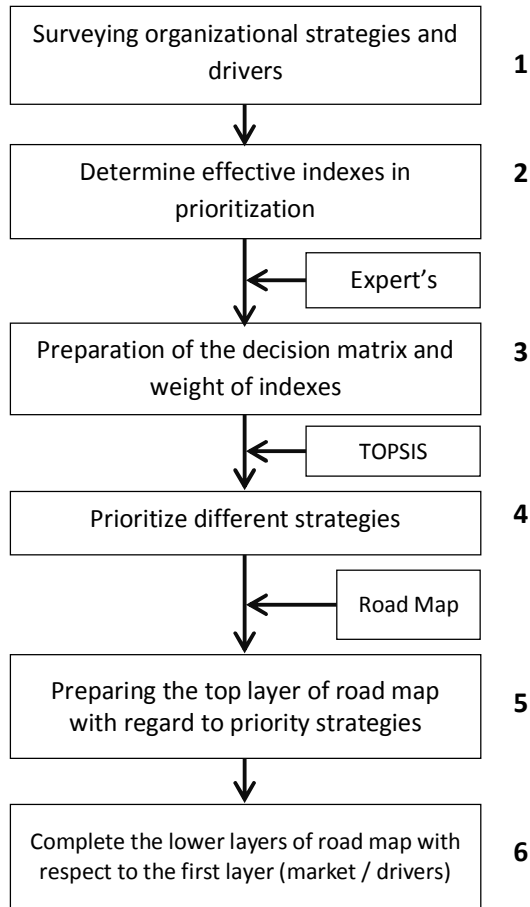 Surveying organizational strategies and
drivers
1
Determine effective indexes in
prioritization
2
Expert's
Preparation of the decision matrix and
weight of indexes
3
TOPSIS
Prioritize different strategies
4
Road Map
Preparing the top layer of road map
with regard to priority strategies
5
Complete the lower layers of road map with
respect to the first layer (market / drivers)
6